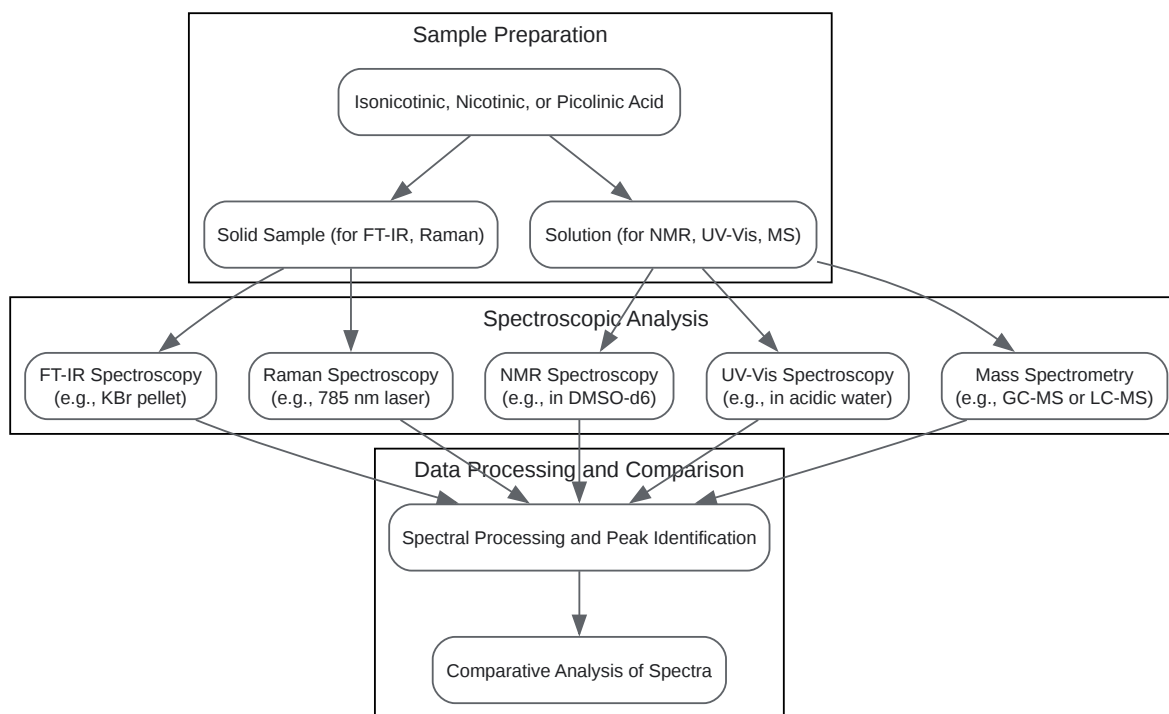 Sample Preparation
Isonicotinic, Nicotinic, or Picolinic Acid
Solid Sample (for FT-IR, Raman)
Solution (for NMR, UV-Vis, MS)
Spectroscopic Analysis
FT-IR Spectroscopy
(e.g., KBr pellet)
Raman Spectroscopy
(e.g., 785 nm laser)
NMR Spectroscopy
(e.g., in DMSO-d6)
UV-Vis Spectroscopy
(e.g., in acidic water)
Mass Spectrometry
(e.g., GC-MS or LC-MS)
Data Processing and Comparison
Spectral Processing and Peak Identification
Comparative Analysis of Spectra